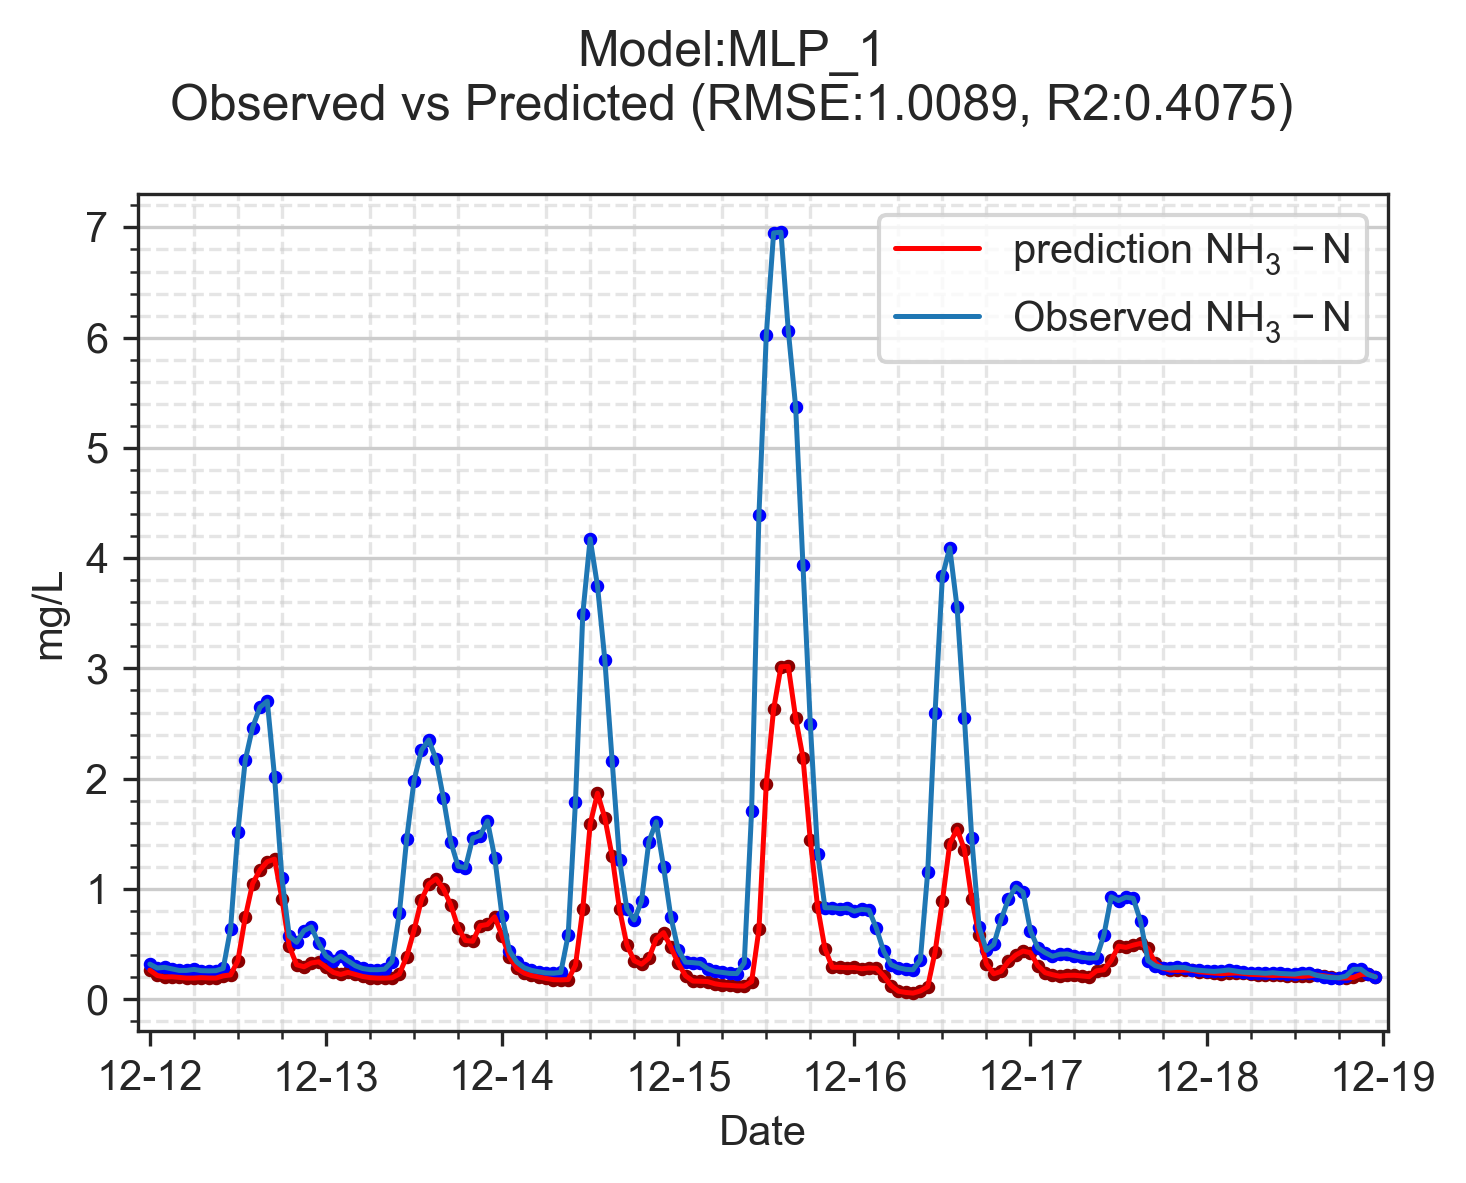 Model:MLP_1
Observed vs Predicted (RMSE:1.0089, R2:0.4075)
prediction NH₃ − N
Observed NH₃ − N
7
6
5
4
3
2
1
0
mg/L
12-12 12-13 12-14 12-15 12-16 12-17 12-18 12-19
Date